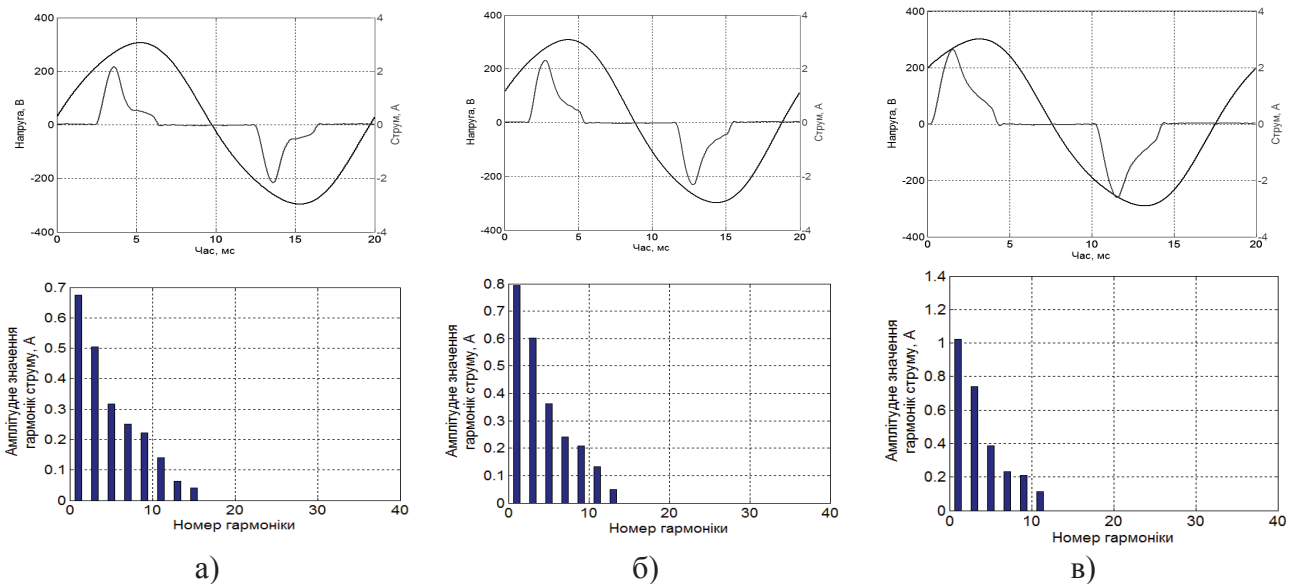 400
200
0
-200
-400
Напруга, В
4
2
0
-2
-4
Струм, А
0 5 10 15 20
Час, мс
400
200
0
-200
-400
Напруга, В
4
2
0
-2
-4
Струм, А
0 5 10 15 20
Час, мс
400
200
0
-200
-400
Напруга, В
4
2
0
-2
-4
Струм, А
0 5 10 15 20
Час, мс
Амплітудне значення
гармонік струму, А
0.7
0.6
0.5
0.4
0.3
0.2
0.1
0
0 10 20 30 40
Номер гармоніки
а)
Амплітудне значення
гармонік струму, А
0.8
0.7
0.6
0.5
0.4
0.3
0.2
0.1
0
0 10 20 30 40
Номер гармоніки
б)
Амплітудне значення
гармонік струму, А
1.4
1.2
1
0.8
0.6
0.4
0.2
0
0 10 20 30 40
Номер гармоніки
в)